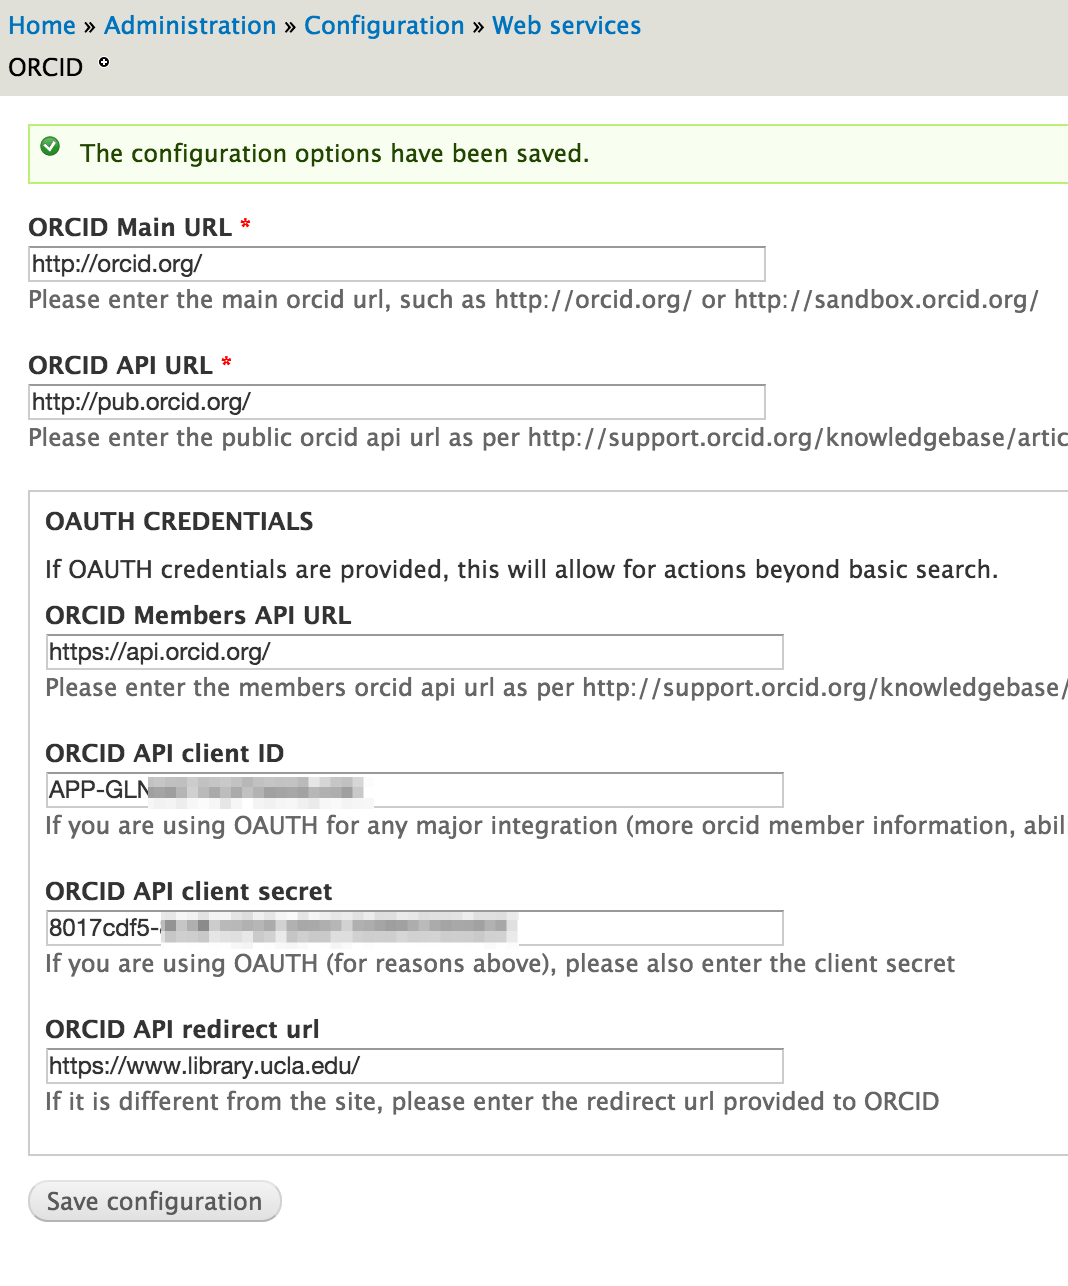 Home » Administration » Configuration » Web services
ORCID
The configuration options have been saved.
ORCID Main URL *
http://orcid.org/
Please enter the main orcid url, such as http://orcid.org/ or http://sandbox.orcid.org/
ORCID API URL *
http://pub.orcid.org/
Please enter the public orcid api url as per http://support.orcid.org/knowledgebase/artic
OAUTH CREDENTIALS
If OAUTH credentials are provided, this will allow for actions beyond basic search.
ORCID Members API URL
https://api.orcid.org/
Please enter the members orcid api url as per http://support.orcid.org/knowledgebase/
ORCID API client ID
APP-GLN
If you are using OAUTH for any major integration (more orcid member information, abil
ORCID API client secret
8017cdf5-
If you are using OAUTH (for reasons above), please also enter the client secret
ORCID API redirect url
https://www.library.ucla.edu/
If it is different from the site, please enter the redirect url provided to ORCID
Save configuration